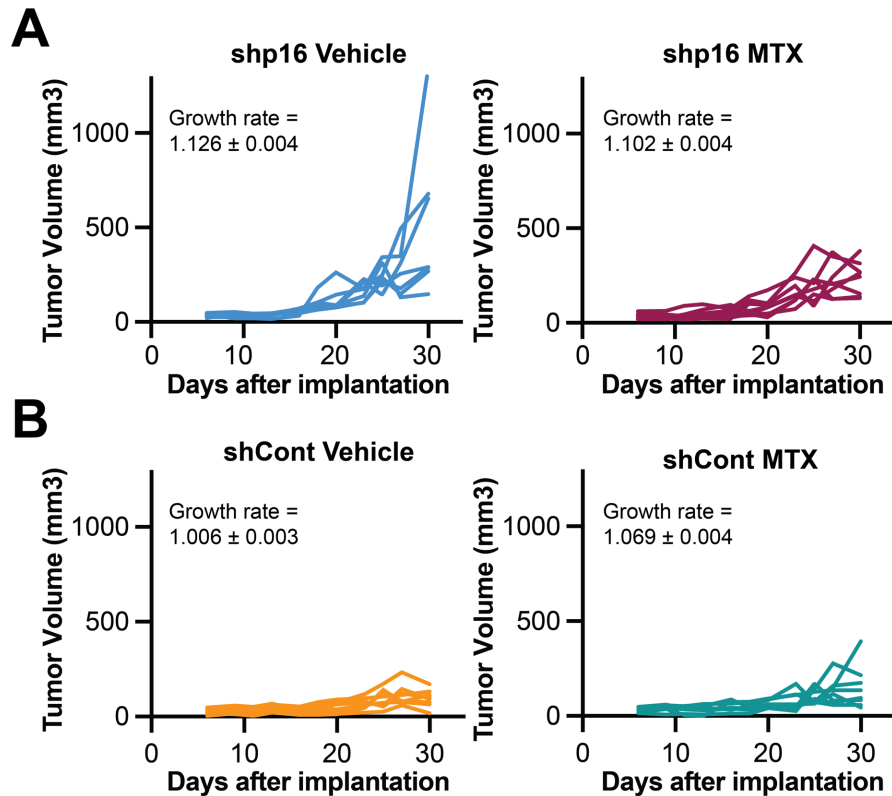 A
shp16 Vehicle
Tumor Volume (mm3)
1000
500
0
Growth rate =
1.126 ± 0.004
0
10
20
30
Days after implantation
shp16 MTX
Tumor Volume (mm3)
1000
500
0
Growth rate =
1.102 ± 0.004
0
10
20
30
Days after implantation
B
shCont Vehicle
Tumor Volume (mm3)
1000
500
0
Growth rate =
1.006 ± 0.003
0
10
20
30
Days after implantation
shCont MTX
Tumor Volume (mm3)
1000
500
0
Growth rate =
1.069 ± 0.004
0
10
20
30
Days after implantation